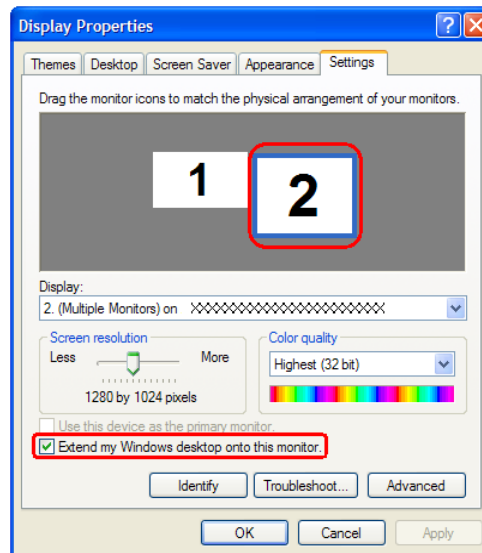 Display Properties
Themes Desktop Screen Saver Appearance Settings
Drag the monitor icons to match the physical arrangement of your monitors.
1 2
Display:
2. (Multiple Monitors) on XXXXXXXXXXXXXXXXXXXXXXXX
Screen resolution Color quality
Less More Highest (32 bit)
1280 by 1024 pixels
Use this device as the primary monitor.
Extend my Windows desktop onto this monitor.
Identify Troubleshoot... Advanced
OK Cancel Apply